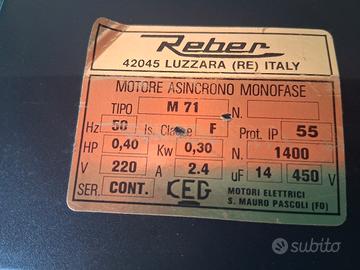 Reber
42045 LUZZARA (RE) ITALY
MOTORE ASINCRONO MONOFASE
TIPO M 71 N.
Hz 50 Is. Classe F Prot. IP 55
HP 0,40 Kw 0,30 N. 1400
V 220 A 2.4 uF 14 450 V
SER. CONT. CEG MOTORI ELETTRICI
S. MAURO PASCOLI (FO)
subito